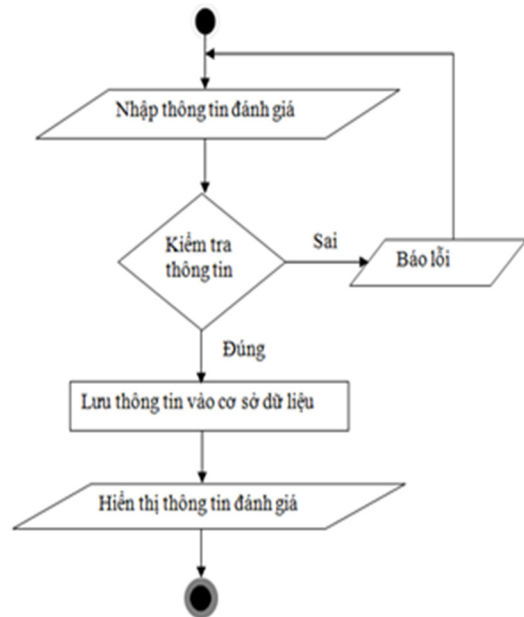 Nhập thông tin đánh giá
Kiểm tra
thông tin
Sai
Báo lỗi
Đúng
Lưu thông tin vào cơ sở dữ liệu
Hiển thị thông tin đánh giá